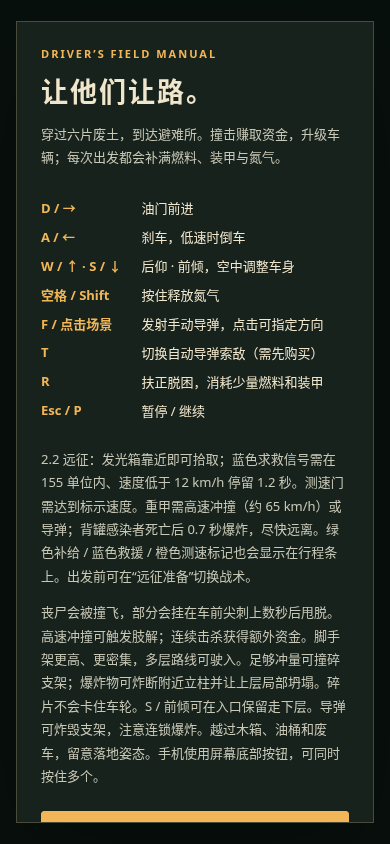 DRIVER’S FIELD MANUAL
让他们让路。
穿过六片废土，到达避难所。撞击赚取资金，升级车
辆；每次出发都会补满燃料、装甲与氮气。
D / → 油门前进
A / ← 刹车，低速时倒车
W / ↑ · S / ↓ 后仰 · 前倾，空中调整车身
空格 / Shift 按住释放氮气
F / 点击场景 发射手动导弹，点击可指定方向
T 切换自动导弹索敌（需先购买）
R 扶正脱困，消耗少量燃料和装甲
Esc / P 暂停 / 继续
2.2 远征：发光箱靠近即可拾取；蓝色求救信号需在
155 单位内、速度低于 12 km/h 停留 1.2 秒。测速门
需达到标示速度。重甲需高速冲撞（约 65 km/h）或
导弹；背罐感染者死亡后 0.7 秒爆炸，尽快远离。绿
色补给 / 蓝色救援 / 橙色测速标记也会显示在行程条
上。出发前可在“远征准备”切换战术。
丧尸会被撞飞，部分会挂在车前尖刺上数秒后甩脱。
高速冲撞可触发肢解；连续击杀获得额外资金。脚手
架更高、更密集，多层路线可驶入。足够冲量可撞碎
支架；爆炸物可炸断附近立柱并让上层局部坍塌。碎
片不会卡住车轮。S / 前倾可在入口保留走下层。导弹
可炸毁支架，注意连锁爆炸。越过木箱、油桶和废
车，留意落地姿态。手机使用屏幕底部按钮，可同时
按住多个。